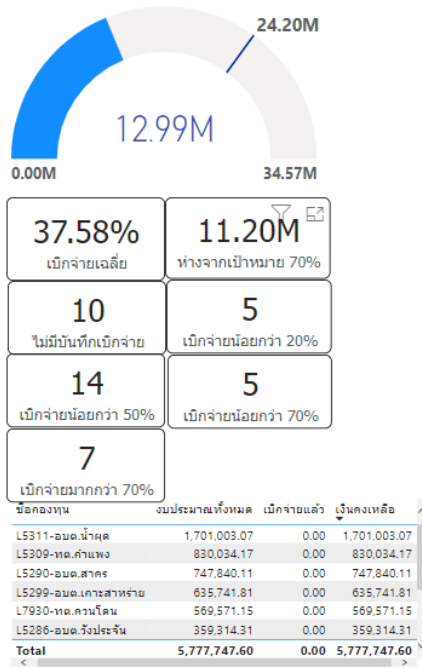 24.20M
12.99M
0.00M 34.57M
37.58% 11.20M
เบิกจ่ายเฉลี่ย ห่างจากเป้าหมาย 70%
10 5
ไม่มีบันทึกเบิกจ่าย เบิกจ่ายน้อยกว่า 20%
14 5
เบิกจ่ายน้อยกว่า 50% เบิกจ่ายน้อยกว่า 70%
7
เบิกจ่ายมากกว่า 70%
ชื่อกองทุน งบประมาณทั้งหมด เบิกจ่ายแล้ว เงินคงเหลือ
L5311-อบต.น้ำผุด 1,701,003.07 0.00 1,701,003.07
L5309-ทต.กำแพง 830,034.17 0.00 830,034.17
L5290-อบต.สาคร 747,840.11 0.00 747,840.11
L5299-อบต.เกาะสาหร่าย 635,741.81 0.00 635,741.81
L7930-ทต.ควนโดน 569,571.15 0.00 569,571.15
L5286-อบต.วังประจัน 359,314.31 0.00 359,314.31
Total 5,777,747.60 0.00 5,777,747.60